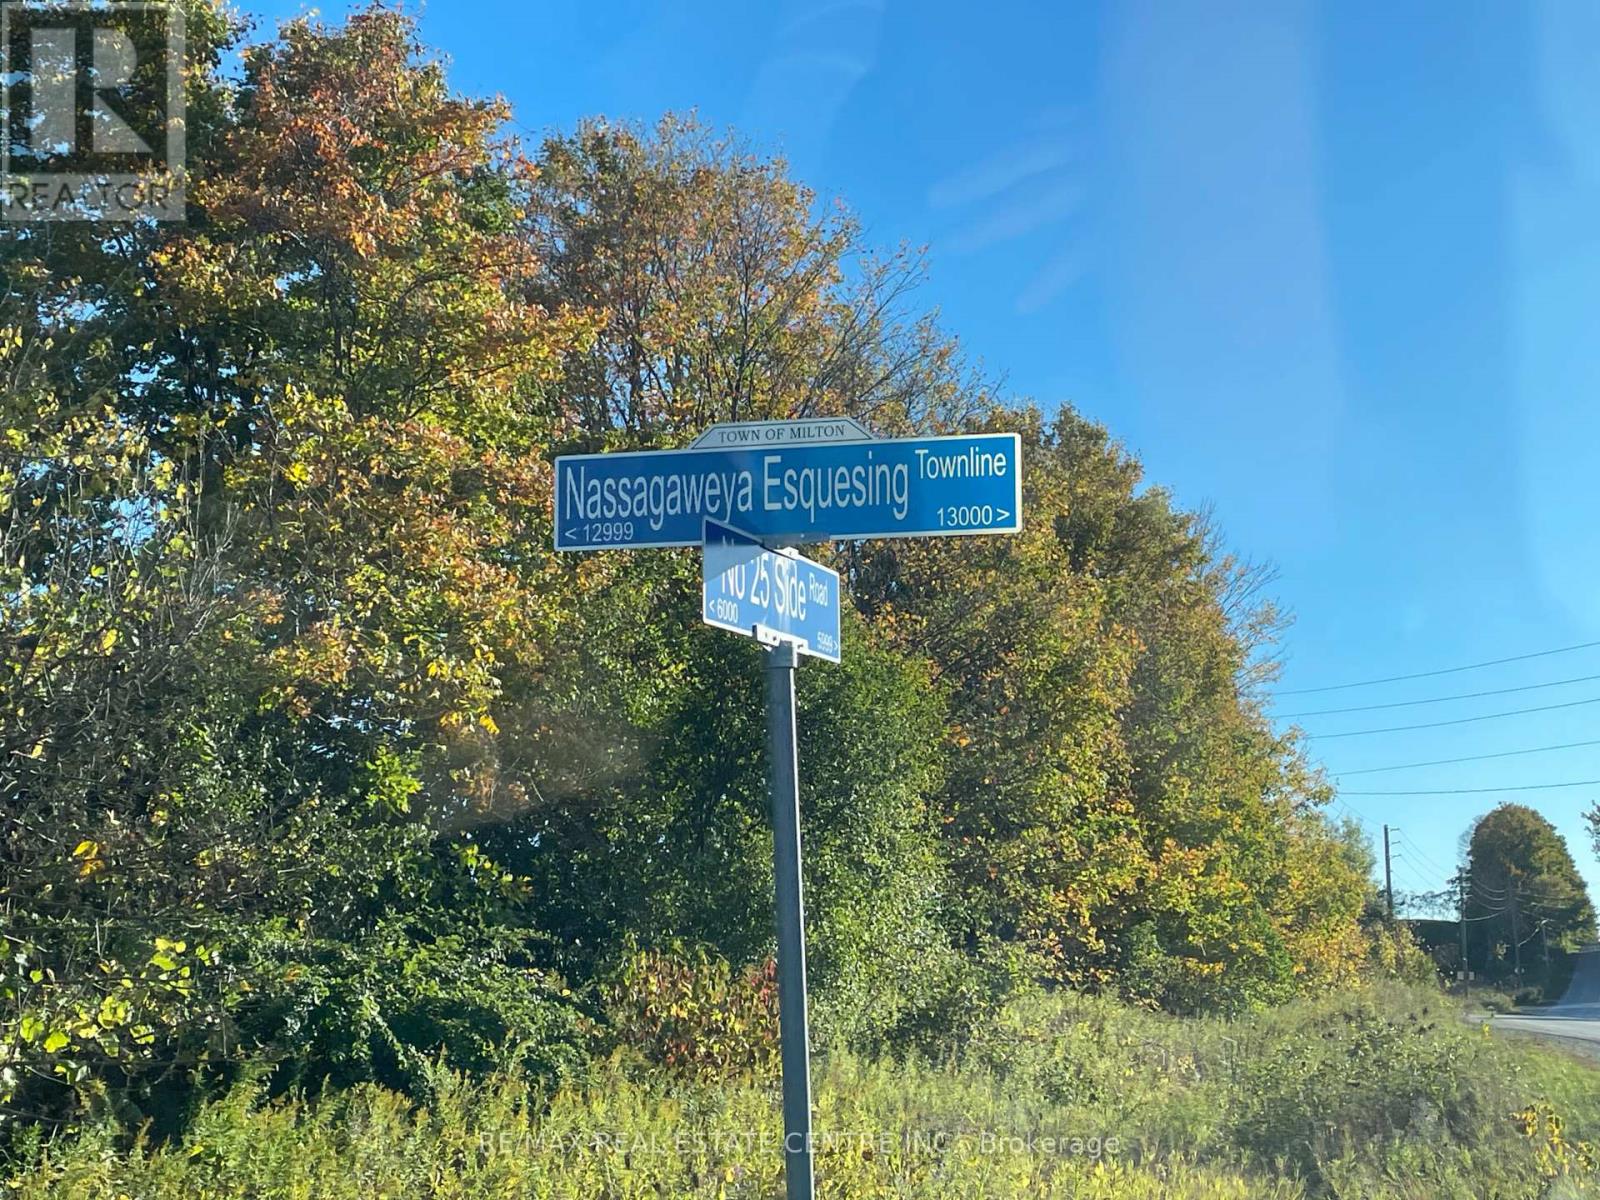 R
REALTOR
TOWN OF MILTON
Nassagaweya Esquesing Townline
< 12999 13000 >
No 25 Side Road
< 6000 5999 >
RE/MAX REAL ESTATE CENTRE INC. Brokerage